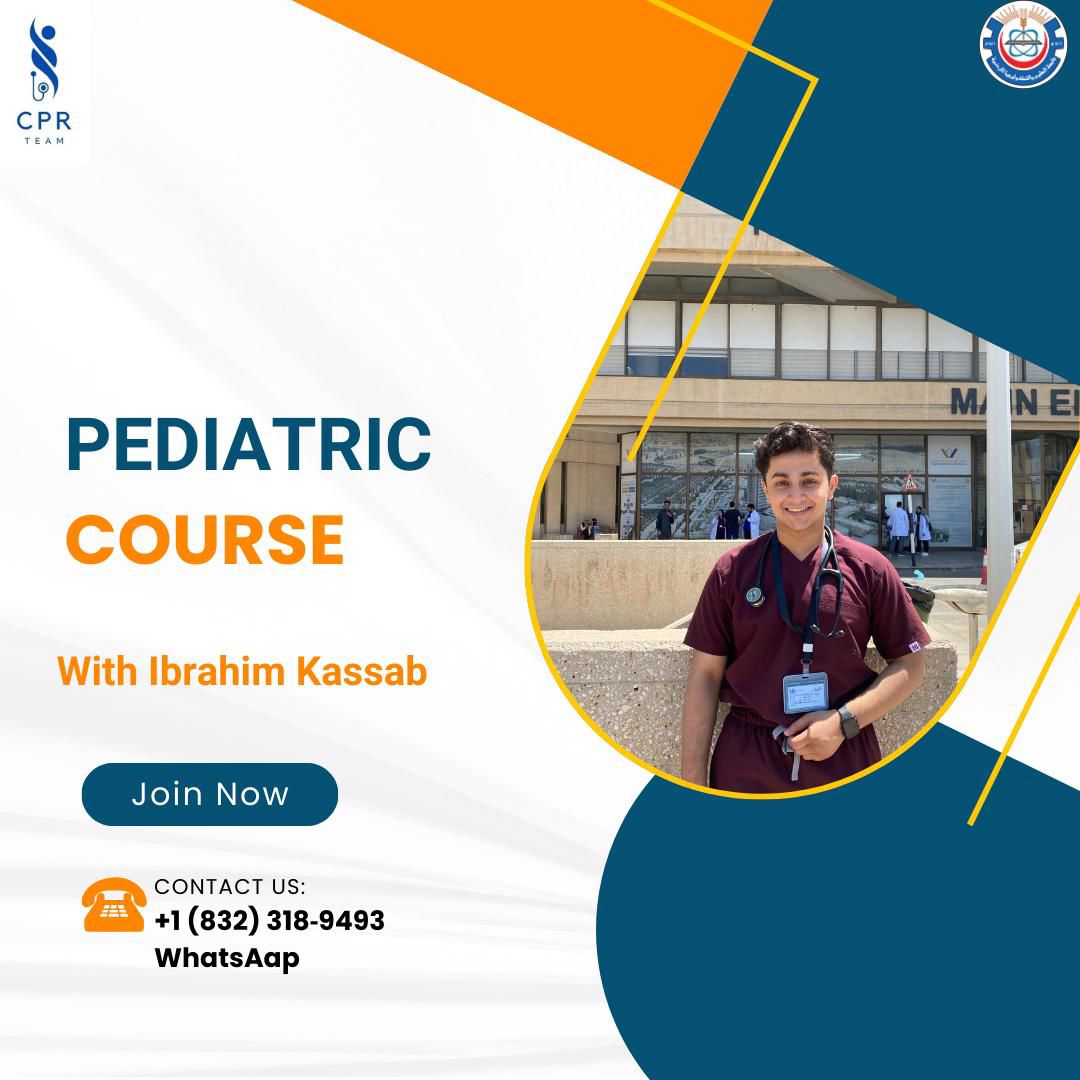 CPR
TEAM
MAIN E
PEDIATRIC
COURSE
With Ibrahim Kassab
Join Now
CONTACT US:
+1 (832) 318-9493
WhatsAap